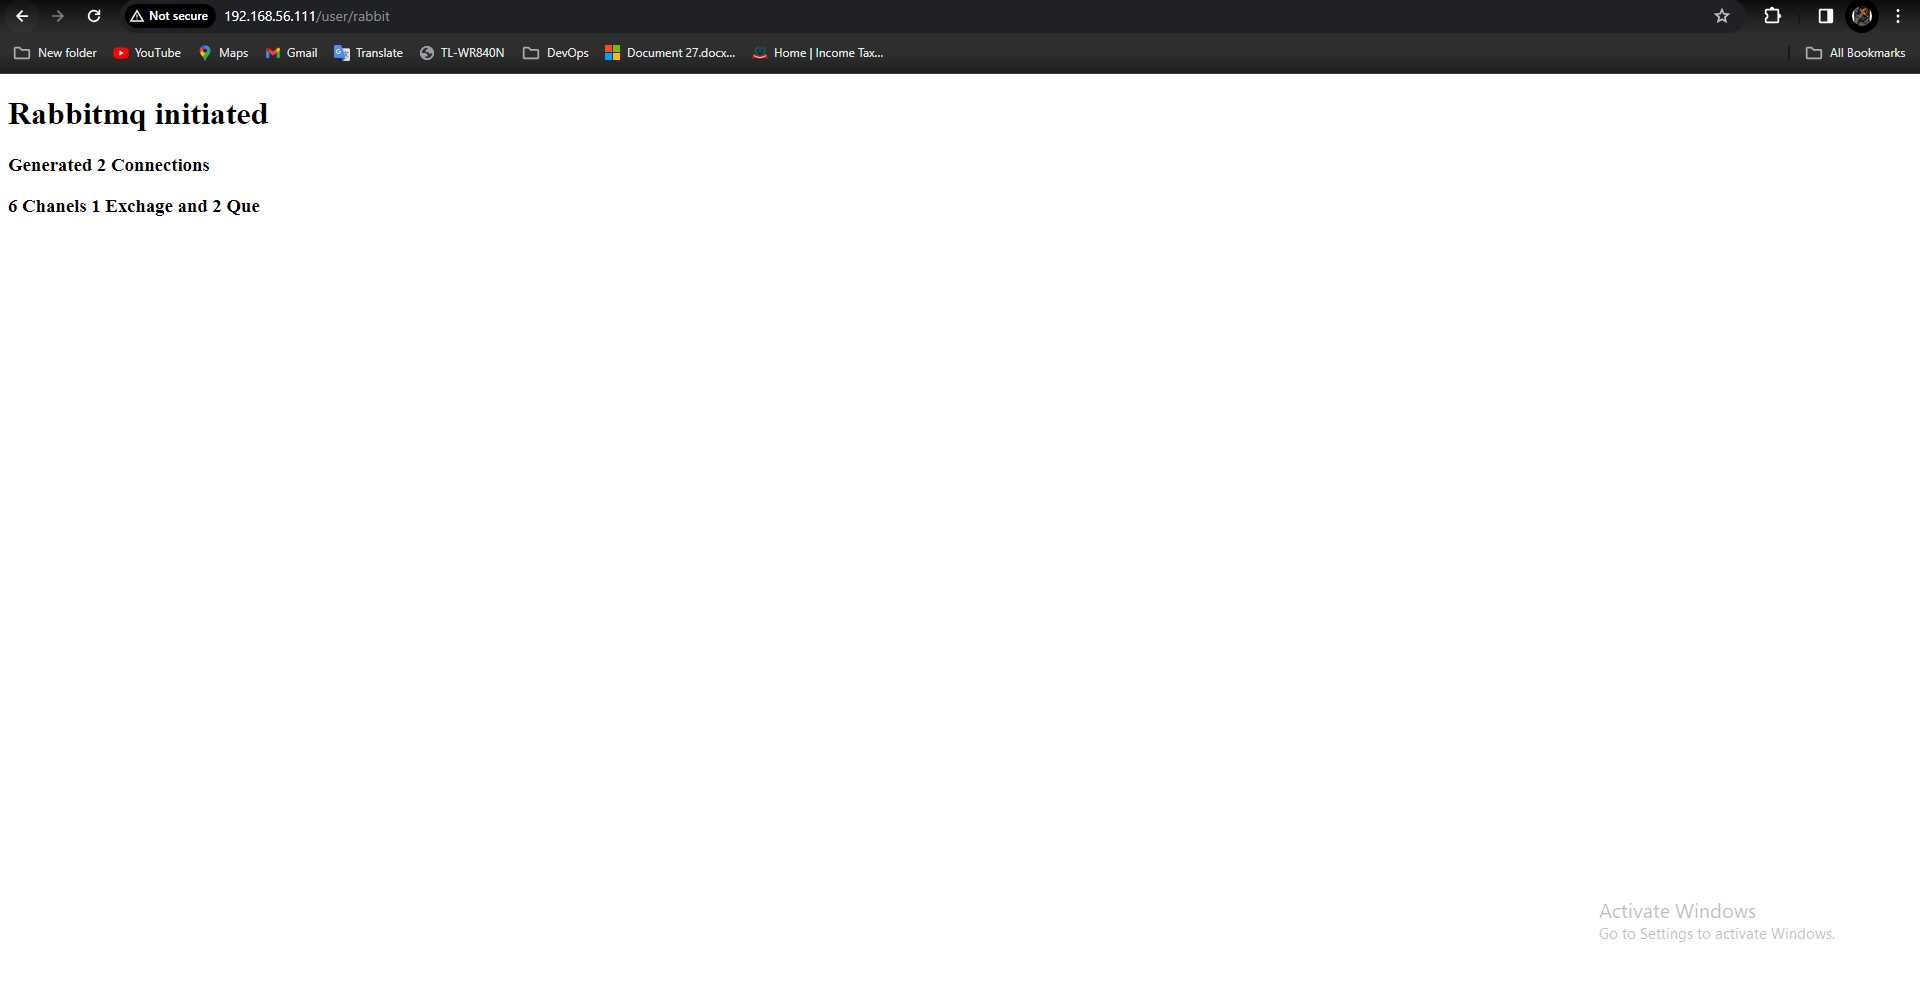 Not secure 192.168.56.111/user/rabbit
New folder YouTube Maps Gmail Translate TL-WR840N DevOps Document 27.docx... Home | Income Tax... All Bookmarks
Rabbitmq initiated
Generated 2 Connections
6 Chanels 1 Exchage and 2 Que
Activate Windows
Go to Settings to activate Windows.